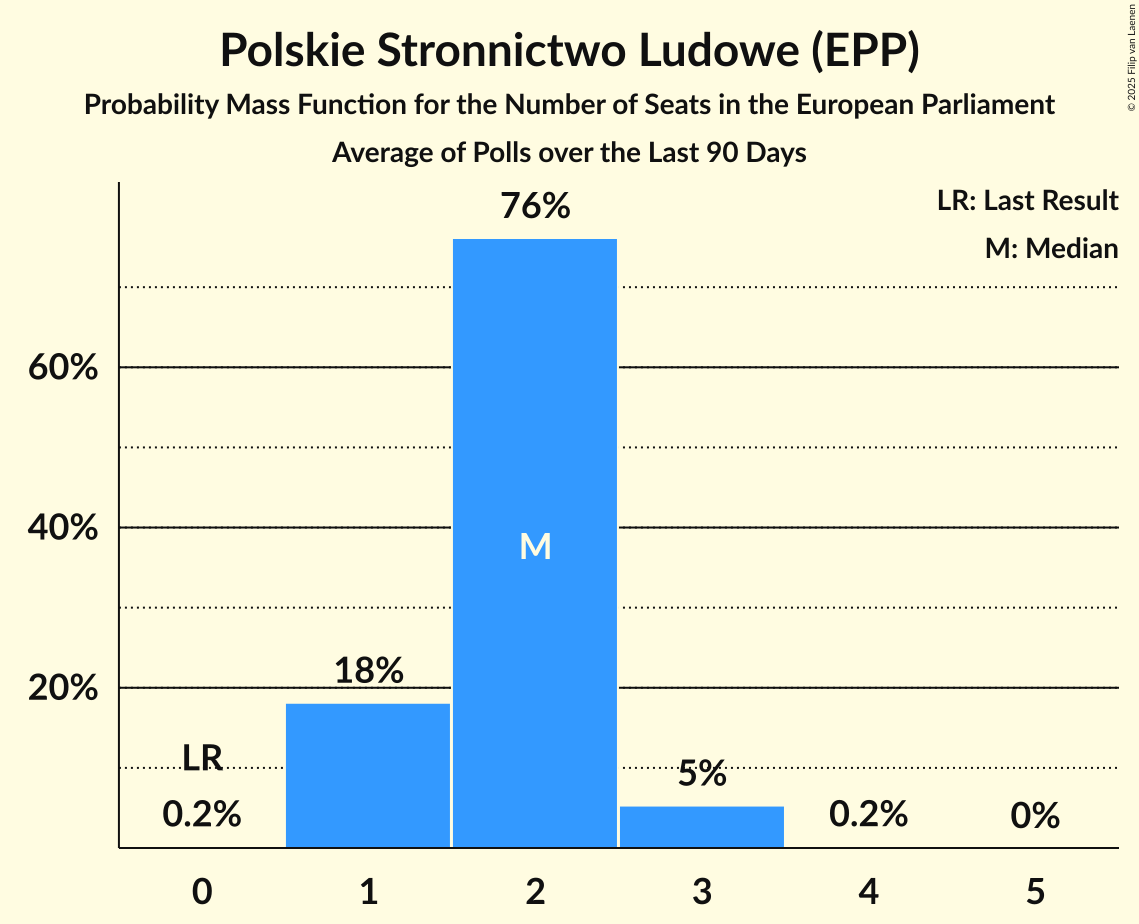 Polskie Stronnictwo Ludowe (EPP)
Probability Mass Function for the Number of Seats in the European Parliament
Average of Polls over the Last 90 Days
© 2025 Filip van Laenen
LR: Last Result
M: Median
76%
60%
40%
M
18%
20%
LR
5%
0.2%
0.2%
0%
0 1 2 3 4 5